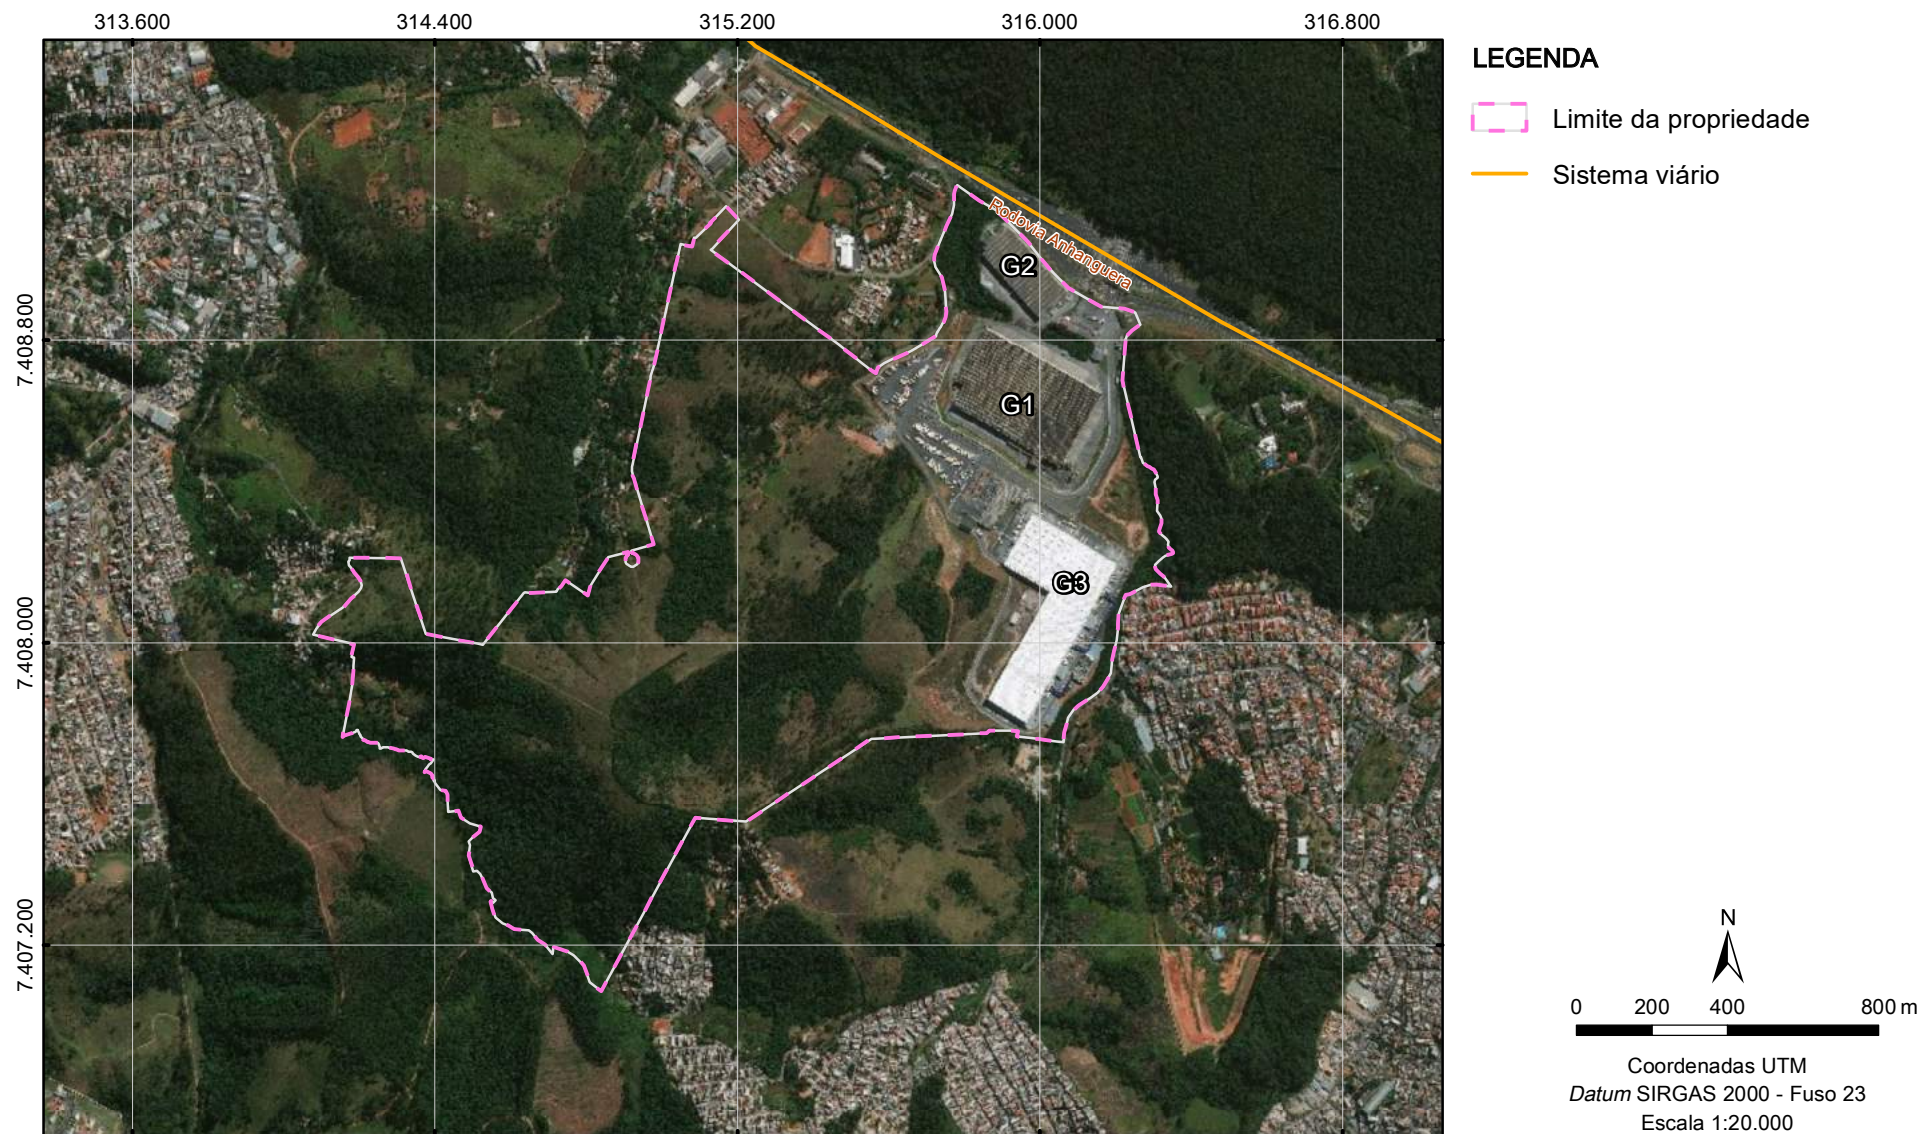 313.600
314.400
315.200
316.000
316.800
LEGENDA
Limite da propriedade
Sistema viário
Rodovia Anhanguera
G2
7.408.800
G1
G3
7.408.000
7.407.200
N
0 200 400 800 m
Coordenadas UTM
Datum SIRGAS 2000 - Fuso 23
Escala 1:20.000